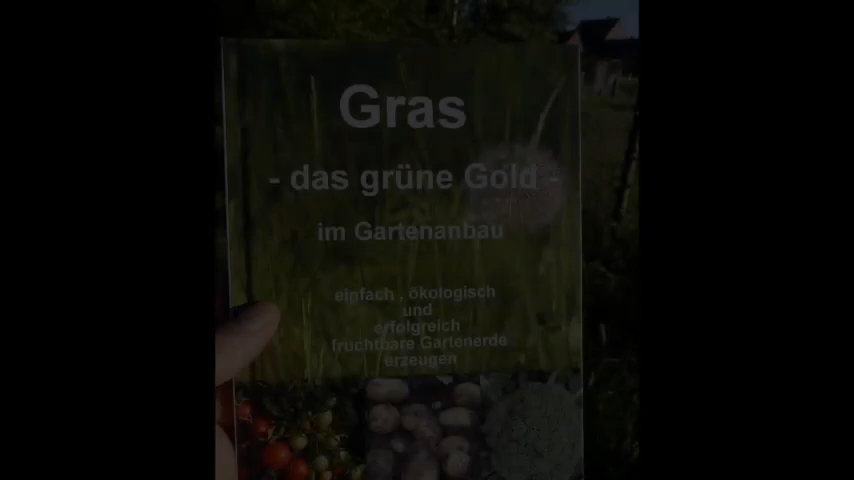 Gras
- das grüne Gold -
im Gartenanbau
einfach , ökologisch
und
erfolgreich
fruchtbare Gartenerde
erzeugen